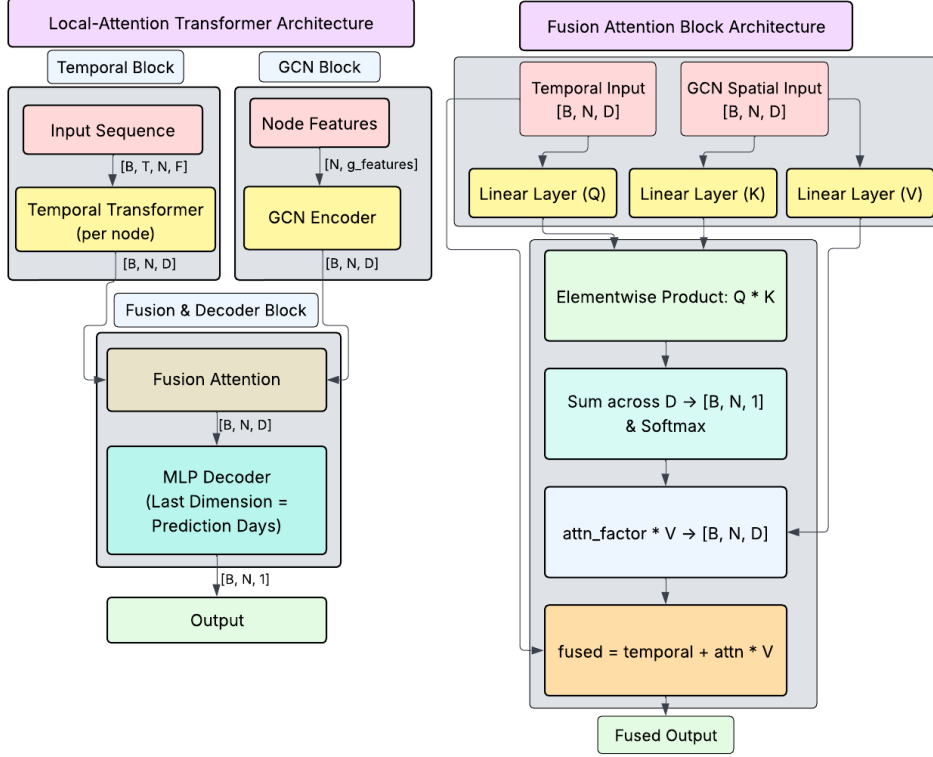 Local-Attention Transformer Architecture
Temporal Block
GCN Block
Input Sequence
[B, T, N, F]
Temporal Transformer
(per node)
[B, N, D]
Node Features
[N, g_features]
GCN Encoder
[B, N, D]
Fusion & Decoder Block
Fusion Attention
[B, N, D]
MLP Decoder
(Last Dimension =
Prediction Days)
[B, N, 1]
Output
Fusion Attention Block Architecture
Temporal Input
[B, N, D]
GCN Spatial Input
[B, N, D]
Linear Layer (Q)
Linear Layer (K)
Linear Layer (V)
Elementwise Product: Q * K
Sum across D → [B, N, 1]
& Softmax
attn_factor * V → [B, N, D]
fused = temporal + attn * V
Fused Output